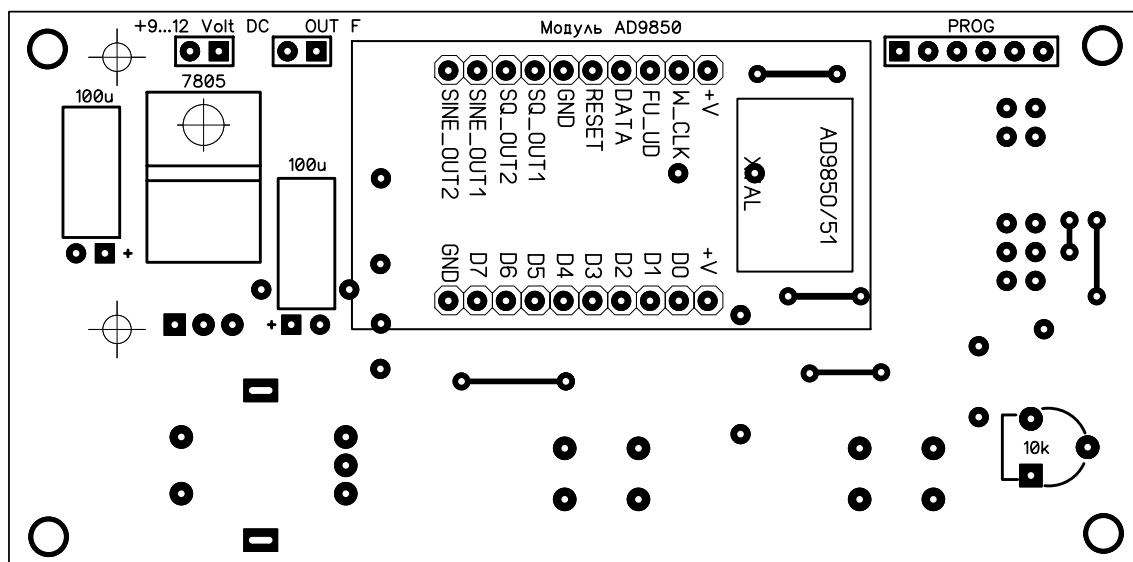 +9...12 Volt DC
OUT F
Модуль AD9850
PROG
7805
100u
100u
+
+
SINE_OUT2
SINE_OUT1
SQ_OUT2
SQ_OUT1
GND
RESET
DATA
FU_UD
W_CLK
+V
AD9850/51
GND
D7
D6
D5
D4
D3
D2
D1
D0
+V
10k